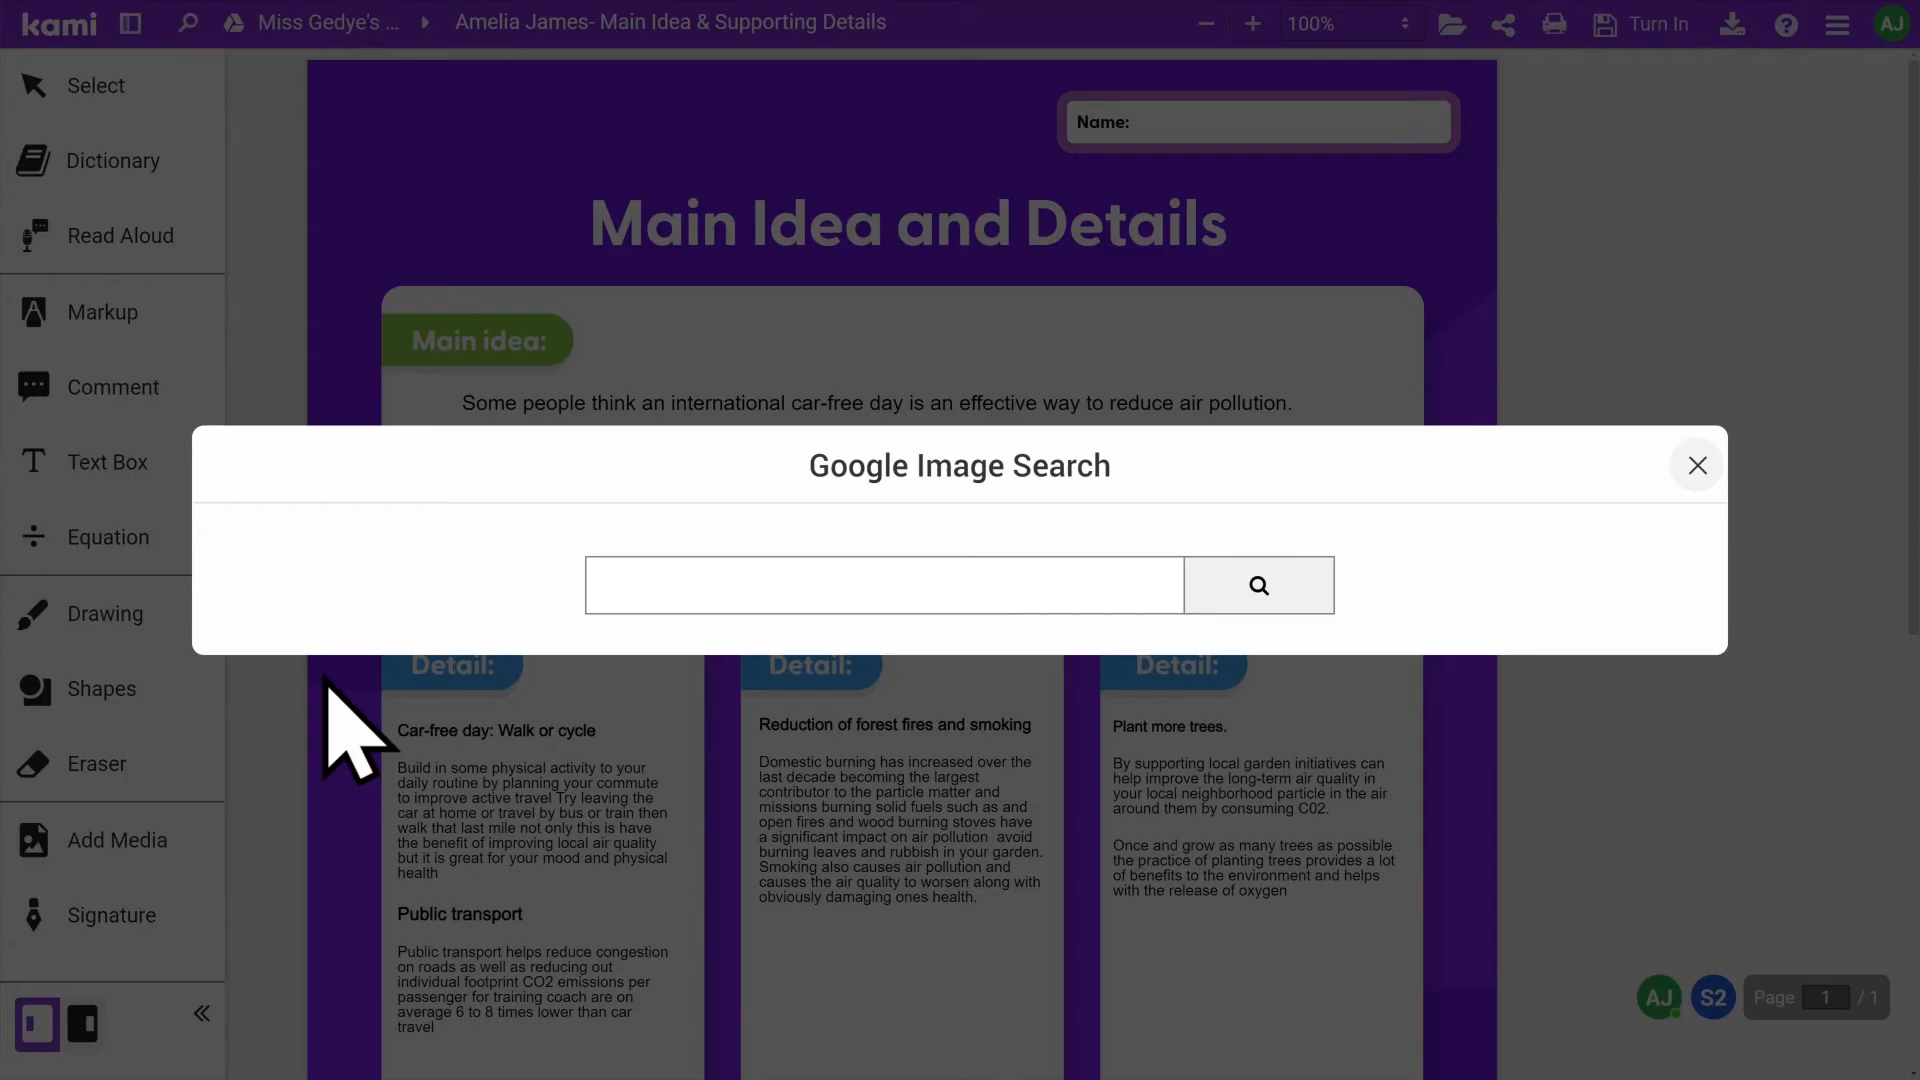 kami
Miss Gedye's ...
Amelia James- Main Idea & Supporting Details
100%
Turn In
AJ
Select
Dictionary
Read Aloud
Markup
Comment
Text Box
Equation
Drawing
Shapes
Eraser
Add Media
Signature
Name:
Main Idea and Details
Main idea:
Some people think an international car-free day is an effective way to reduce air pollution.
Google Image Search
Detail:
Car-free day: Walk or cycle
Build in some physical activity to your
daily routine by planning your commute
to improve active travel Try leaving the
car at home or travel by bus or train then
walk that last mile not only this is have
the benefit of improving local air quality
but it is great for your mood and physical
health
Public transport
Public transport helps reduce congestion
on roads as well as reducing out
individual footprint CO2 emissions per
passenger for training coach are on
average 6 to 8 times lower than car
travel
Detail:
Reduction of forest fires and smoking
Domestic burning has increased over the
last decade becoming the largest
contributor to the particle matter and
missions burning solid fuels such as and
open fires and wood burning stoves have
a significant impact on air pollution avoid
burning leaves and rubbish in your garden.
Smoking also causes air pollution and
causes the air quality to worsen along with
obviously damaging ones health.
Detail:
Plant more trees.
By supporting local garden initiatives can
help improve the long-term air quality in
your local neighborhood particle in the air
around them by consuming C02.
Once and grow as many trees as possible
the practice of planting trees provides a lot
of benefits to the environment and helps
with the release of oxygen
AJ
S2
Page 1 / 1